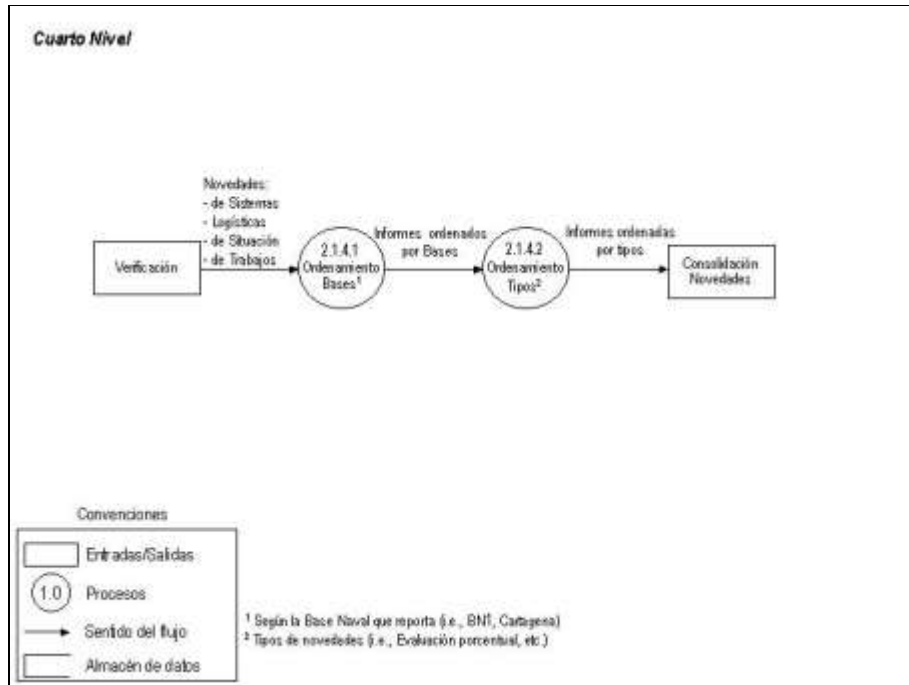 Cuarto Nivel
Novedades:
- de Sistemas
- Logísticas
- de Situación
- de Trabajos
Verificación
2.1.4.1
Ordenamiento
Bases¹
Informes ordenados
por Bases
2.1.4.2
Ordenamiento
Tipos²
Informes ordenadas
por tipos
Consolidación
Novedades
Convenciones
Entradas/Salidas
1.0
Procesos
Sentido del flujo
Almacén de datos
¹ Según la Base Naval que reporta (i.e., BN1, Cartagena)
² Tipos de novedades (i.e., Evaluación porcentual, etc.)